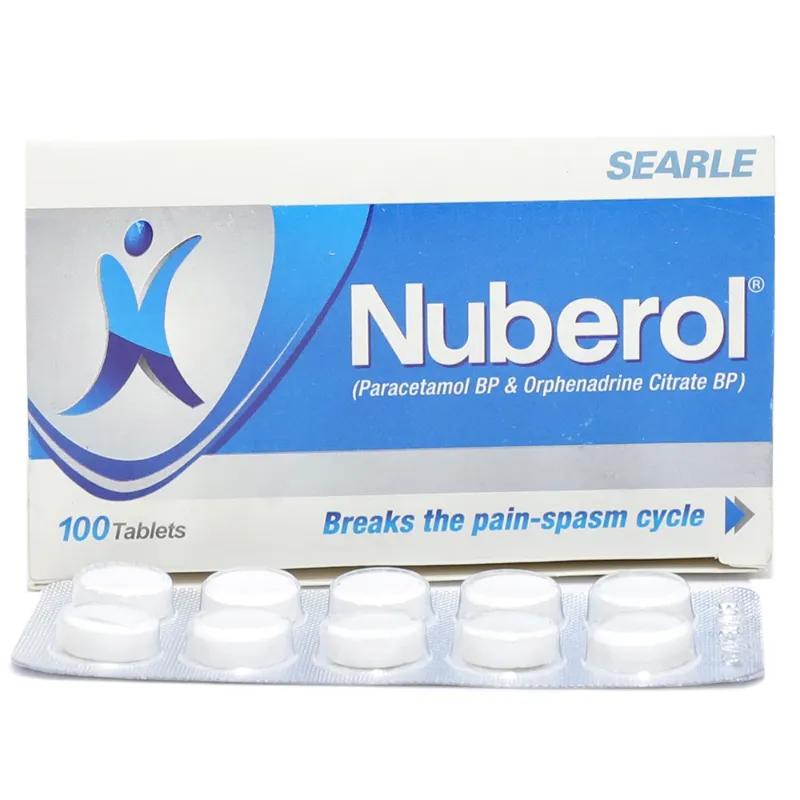 SEARLE
Nuberol®
(Paracetamol BP & Orphenadrine Citrate BP)
100 Tablets
Breaks the pain-spasm cycle